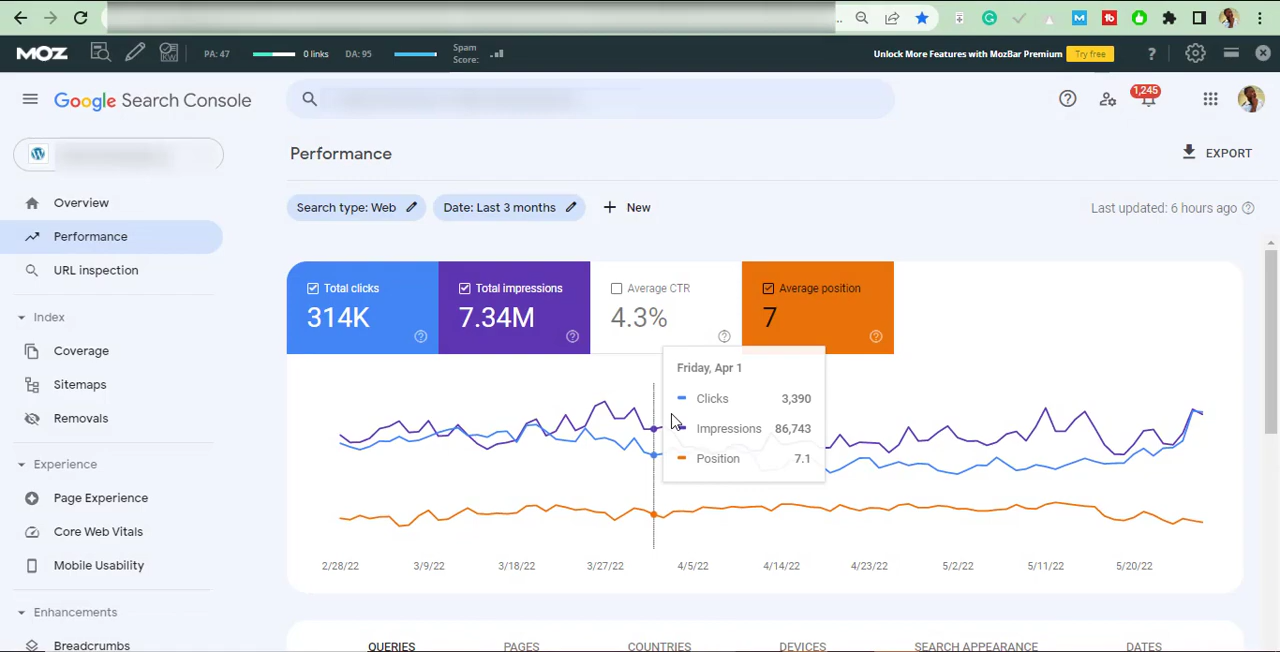 MOZ
PA: 47
0 links
DA: 95
Spam
Score:
Unlock More Features with MozBar Premium
Try free
Google Search Console
1,245
Performance
EXPORT
Search type: Web
Date: Last 3 months
New
Last updated: 6 hours ago
Overview
Performance
URL inspection
Index
Coverage
Sitemaps
Removals
Experience
Page Experience
Core Web Vitals
Mobile Usability
Enhancements
Breadcrumbs
Total clicks
314K
Total impressions
7.34M
Average CTR
4.3%
Average position
7
Friday, Apr 1
Clicks 3,390
Impressions 86,743
Position 7.1
2/28/22 3/9/22 3/18/22 3/27/22 4/5/22 4/14/22 4/23/22 5/2/22 5/11/22 5/20/22
QUERIES PAGES COUNTRIES DEVICES SEARCH APPEARANCE DATES